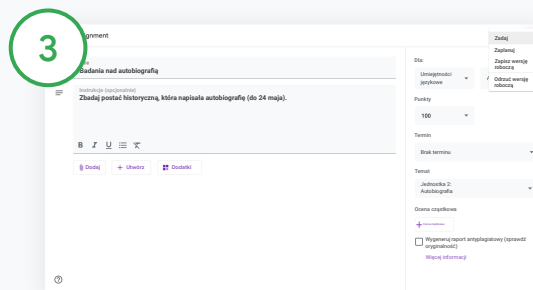 3
gnment
Zadaj
Zaplanuj
Zapisz wersję
roboczą
Odrzuć wersję
roboczą
Badania nad autobiografią
Instrukcje (opcjonalnie)
Zbadaj postać historyczną, która napisała autobiografię (do 24 maja).
B I U
Dodaj
+ Utwórz
Dodatki
Dla:
Umiejętności
językowe
Punkty
100
Termin
Brak terminu
Temat
Jednostka 2:
Autobiografia
Ocena cząstkowa
Wygeneruj raport antyplagiatowy (sprawdź
oryginalność)
Więcej informacji